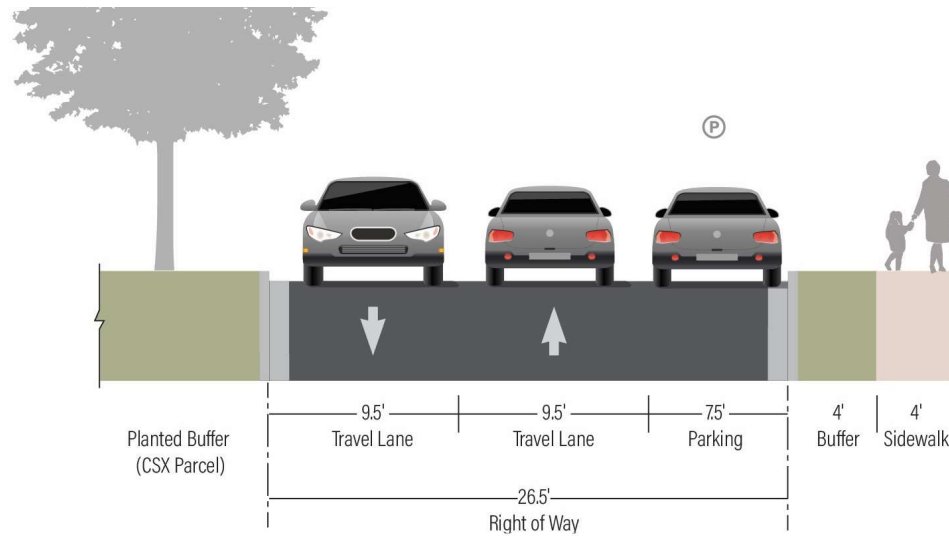 P
9.5'
Travel Lane
9.5'
Travel Lane
7.5'
Parking
4'
Buffer
4'
Sidewalk
Planted Buffer
(CSX Parcel)
26.5'
Right of Way